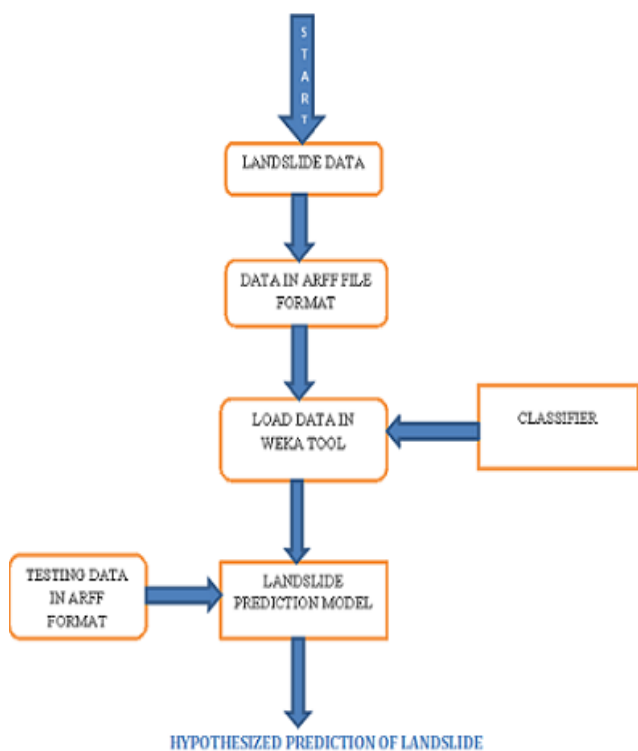 START
LANDSLIDE DATA
DATA IN ARFF FILE
FORMAT
LOAD DATA IN
WEKA TOOL
CLASSIFIER
TESTING DATA
IN ARFF
FORMAT
LANDSLIDE
PREDICTION MODEL
HYPOTHESIZED PREDICTION OF LANDSLIDE